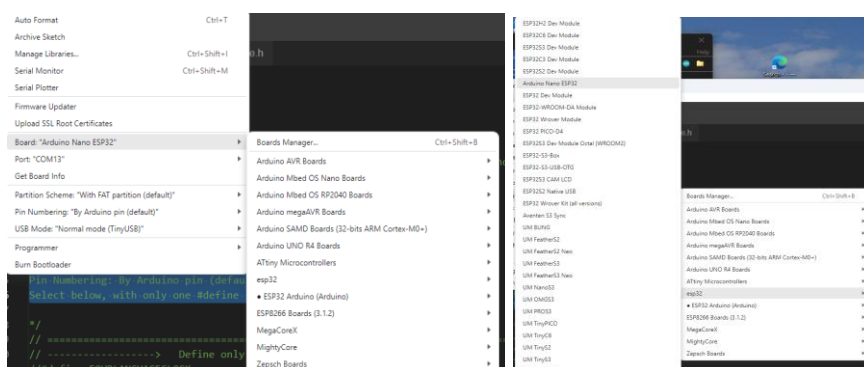 Auto Format Ctrl+T
Archive Sketch
Manage Libraries... Ctrl+Shift+I
Serial Monitor Ctrl+Shift+M
Serial Plotter
Firmware Updater
Upload SSL Root Certificates
Board: "Arduino Nano ESP32"
Port: "COM13"
Get Board Info
Partition Scheme: "With FAT partition (default)"
Pin Numbering: "By Arduino pin (default)"
USB Mode: "Normal mode (TinyUSB)"
Programmer
Burn Bootloader
o.h
Boards Manager... Ctrl+Shift+B
Arduino AVR Boards
Arduino Mbed OS Nano Boards
Arduino Mbed OS RP2040 Boards
Arduino megaAVR Boards
Arduino SAMD Boards (32-bits ARM Cortex-M0+)
Arduino UNO R4 Boards
ATtiny Microcontrollers
esp32
• ESP32 Arduino (Arduino)
ESP8266 Boards (3.1.2)
MegaCoreX
MightyCore
Zepsch Boards
Pin Numbering: By Arduino pin (defau
Select below, with only one #define
*/
// ==================
// ------------------> Define only
ESP32H2 Dev Module
ESP32C6 Dev Module
ESP32S3 Dev Module
ESP32C3 Dev Module
ESP32S2 Dev Module
Arduino Nano ESP32
ESP32 Dev Module
ESP32-WROOM-DA Module
ESP32 Wrover Module
ESP32 PICO-D4
ESP32S3 Dev Module Octal (WROOM2)
ESP32-S3-Box
ESP32-S3-USB-OTG
ESP32S3 CAM LCD
ESP32S2 Native USB
ESP32 Wrover Kit (all versions)
Aventen S3 Sync
UM BLING
UM FeatherS2
UM FeatherS2 Neo
UM FeatherS3
UM FeatherS3 Neo
UM NanoS3
UM OMGS3
UM PROS3
UM TinyPICO
UM TinyC6
UM TinyS2
UM TinyS3
Help
o.h
Boards Manager... Ctrl+Shift+B
Arduino AVR Boards
Arduino Mbed OS Nano Boards
Arduino Mbed OS RP2040 Boards
Arduino megaAVR Boards
Arduino SAMD Boards (32-bits ARM Cortex-M0+)
Arduino UNO R4 Boards
ATtiny Microcontrollers
esp32
• ESP32 Arduino (Arduino)
ESP8266 Boards (3.1.2)
MegaCoreX
MightyCore
Zepsch Boards